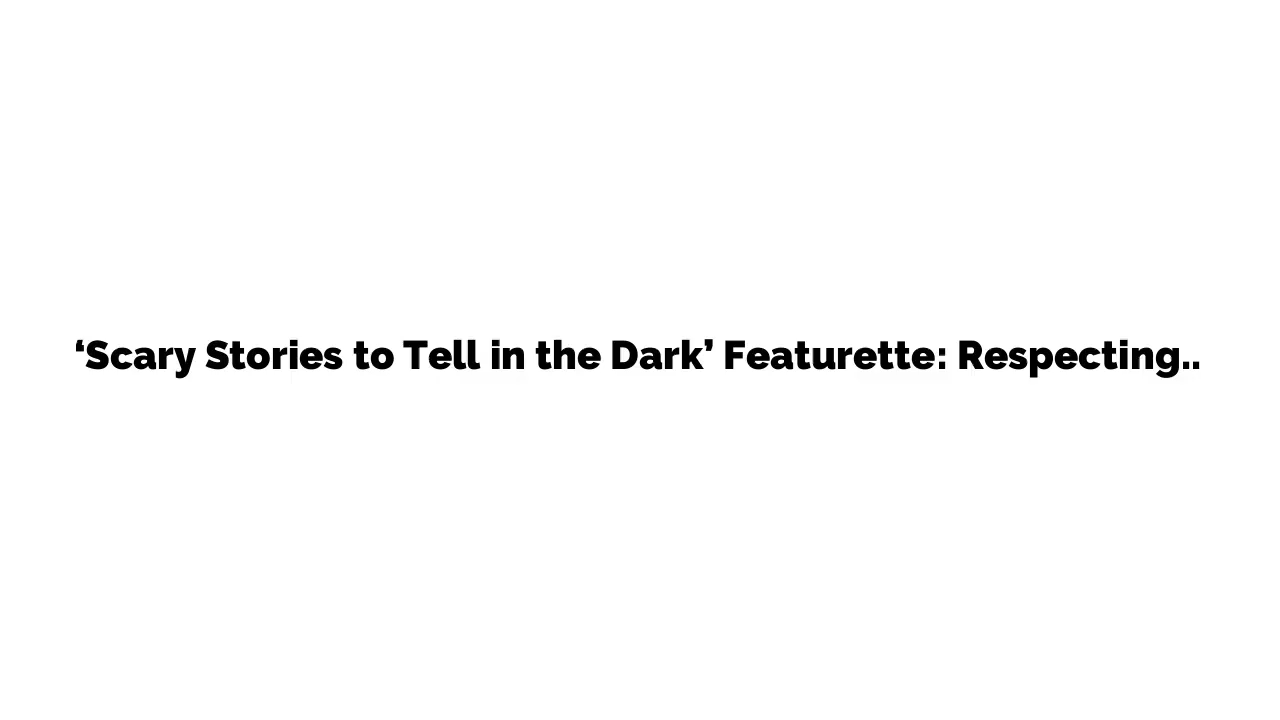 ‘Scary Stories to Tell in the Dark’ Featurette: Respecting..